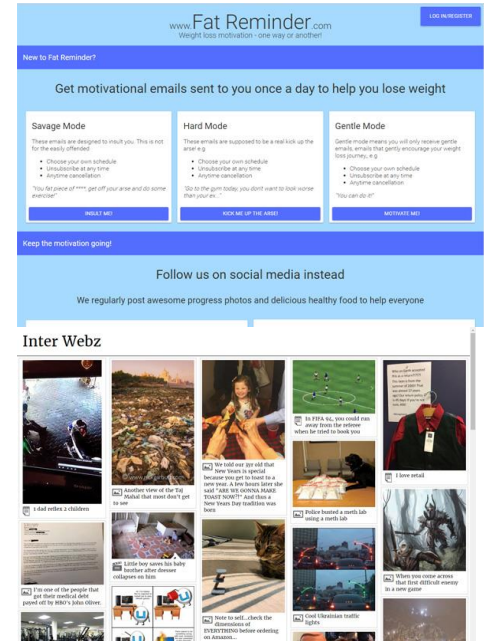 www.Fat Reminder.com
Weight loss motivation - one way or another!
LOG IN/REGISTER
New to Fat Reminder?
Get motivational emails sent to you once a day to help you lose weight
Savage Mode
These emails are designed to insult you. This is not
for the easily offended
Choose your own schedule
Unsubscribe at any time
Anytime cancellation
"You fat piece of ****, get off your arse and do some
exercise!"
INSULT ME!
Hard Mode
These emails are supposed to be a real kick up the
arse! e.g
Choose your own schedule
Unsubscribe at any time
Anytime cancellation
"Go to the gym today, you don't want to look worse
than your ex..."
KICK ME UP THE ARSE!
Gentle Mode
Gentle mode means you will only receive gentle
emails, emails that gently encourage your weight
loss journey, e.g
Choose your own schedule
Unsubscribe at any time
Anytime cancellation
"You can do it!"
MOTIVATE ME!
Keep the motivation going!
Follow us on social media instead
We regularly post awesome progress photos and delicious healthy food to help everyone
Inter Webz
1 dad reflex 2 children
I'm one of the people that
got their medical debt
payed off by HBO's John Oliver.
Another view of the Taj
Mahal that most don't get
to see
Little boy saves his baby
brother after dresser
collapses on him
We told our 3yr old that
New Years is special
because you get to toast to a
new year. A few hours later she
said "ARE WE GONNA MAKE
TOAST NOW?!" And thus a
New Years Day tradition was
born
Note to self...check the
dimensions of
EVERYTHING before ordering
on Amazon...
In FIFA 94, you could run
away from the referee
when he tried to book you
Police busted a meth lab
using a meth lab
Cool Ukrainian traffic
lights
I love retail
When you come across
that first difficult enemy
in a new game